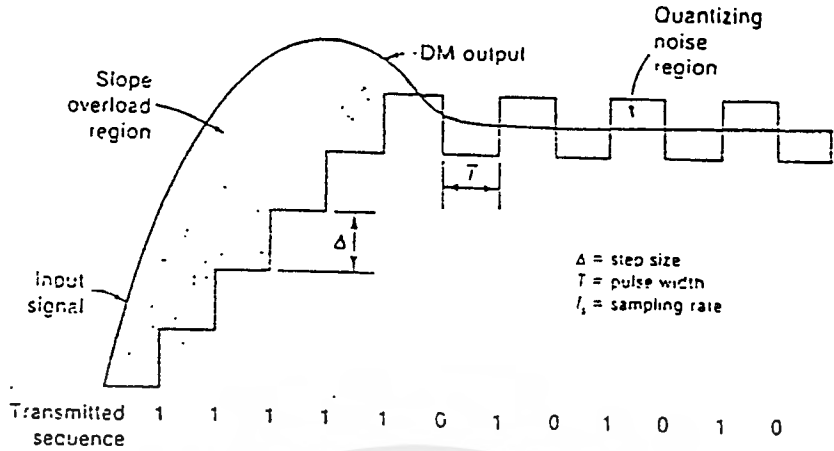 Quantizing
noise
region
DM output
Slope
overload
region
T
Δ
Input
signal
Δ = step size
T = pulse width
fs = sampling rate
Transmitted 1 1 1 1 1 0 1 0 1 0 1 0
secuence